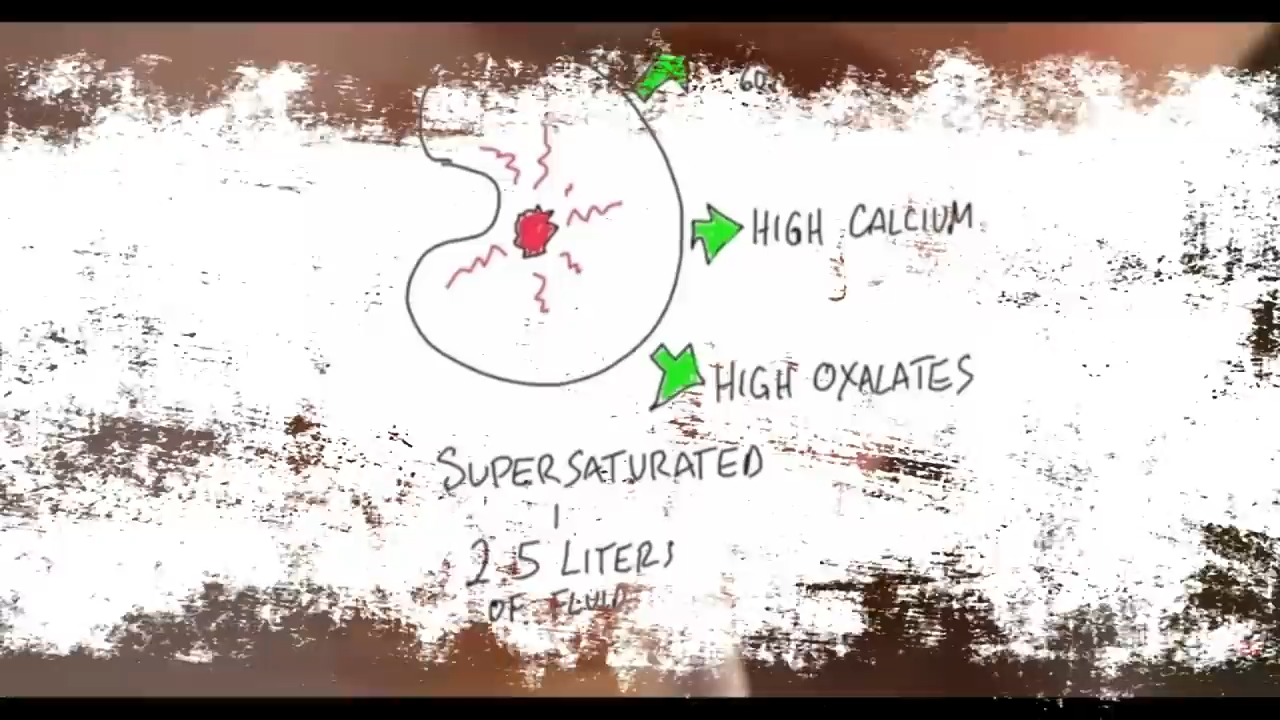 HIGH CALCIUM
HIGH OXALATES
SUPERSATURATED
2.5 LITERS
OF FLUID